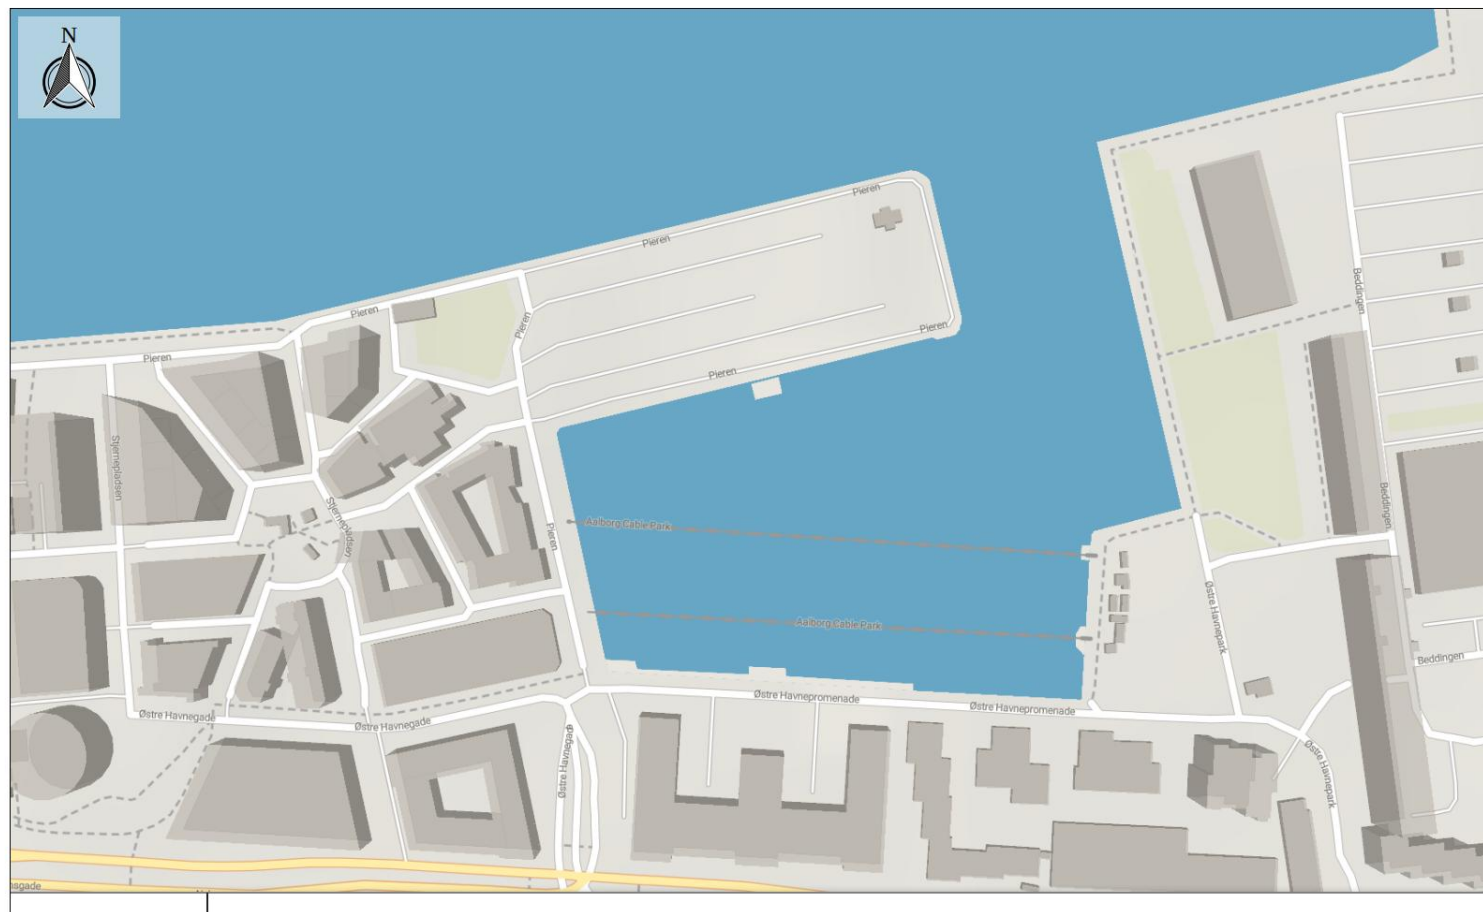 N
Pieren
Pieren
Pieren
Pieren
Pieren
Pieren
Pieren
Beddingen
Stjernepladsen
Beddingen
Stjernepladsen
Pieren
Aalborg Cable Park
Aalborg Cable Park
Østre Havnepark
Beddingen
Østre Havnepromenade
Østre Havnepromenade
Østre Havnegade
Østre Havnegade
Østre Havnegade
Østre Havnepark